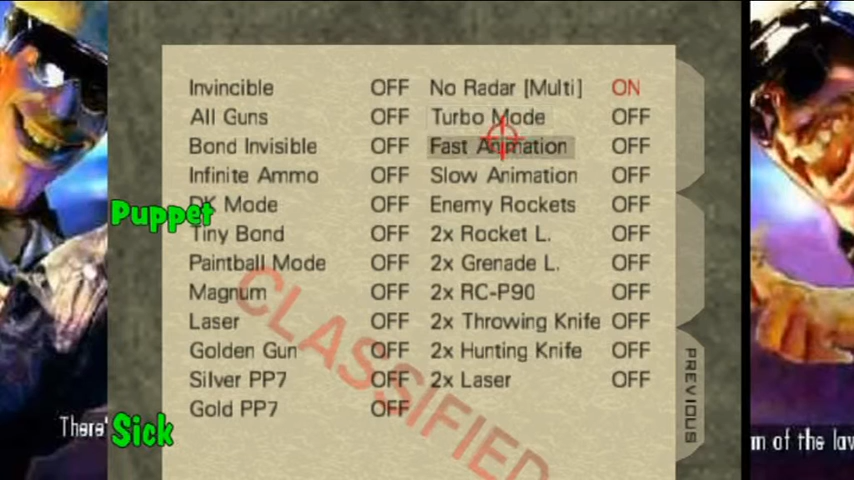 Invincible OFF No Radar [Multi] ON
All Guns OFF Turbo Mode OFF
Bond Invisible OFF Fast Animation OFF
Infinite Ammo OFF Slow Animation OFF
DK Mode OFF Enemy Rockets OFF
Puppet
Tiny Bond OFF 2x Rocket L. OFF
Paintball Mode OFF 2x Grenade L. OFF
Magnum OFF 2x RC-P90 OFF
Laser OFF 2x Throwing Knife OFF
Golden Gun OFF 2x Hunting Knife OFF
Silver PP7 OFF 2x Laser OFF
Gold PP7 OFF
CLASSIFIED
PREVIOUS
There'
Sick
m of the law